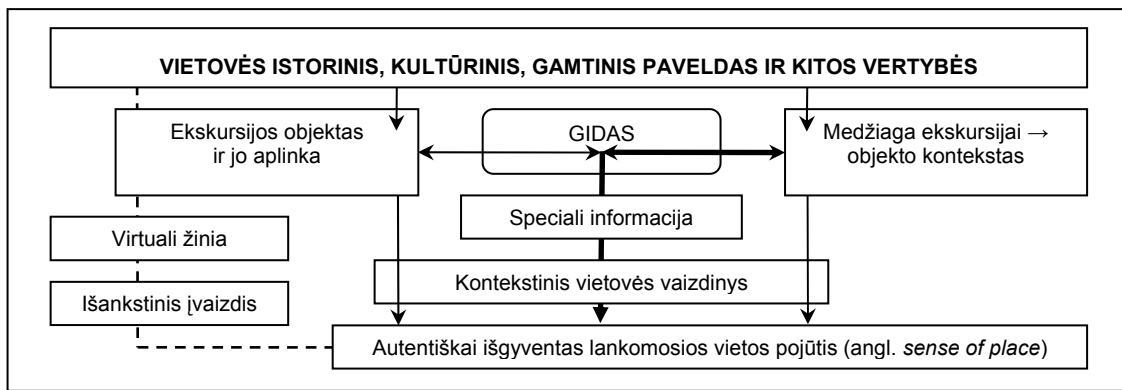 VIETOVĖS ISTORINIS, KULTŪRINIS, GAMTINIS PAVELDAS IR KITOS VERTYBĖS
Ekskursijos objektas
ir jo aplinka
GIDAS
Medžiaga ekskursijai →
objekto kontekstas
Speciali informacija
Virtuali žinia
Kontekstinis vietovės vaizdinys
Išankstinis įvaizdis
Autentiškai išgyventas lankomosios vietos pojūtis (angl. sense of place)